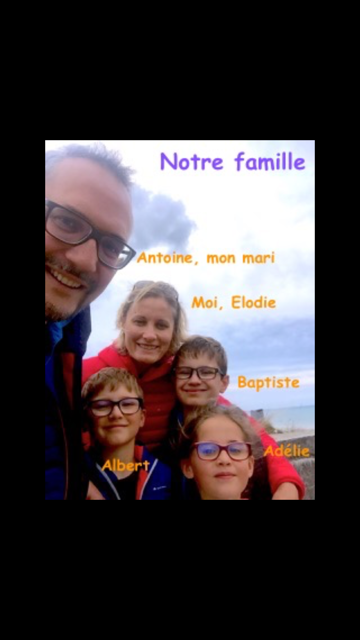 Notre famille
Antoine, mon mari
Moi, Elodie
Baptiste
Adélie
Albert